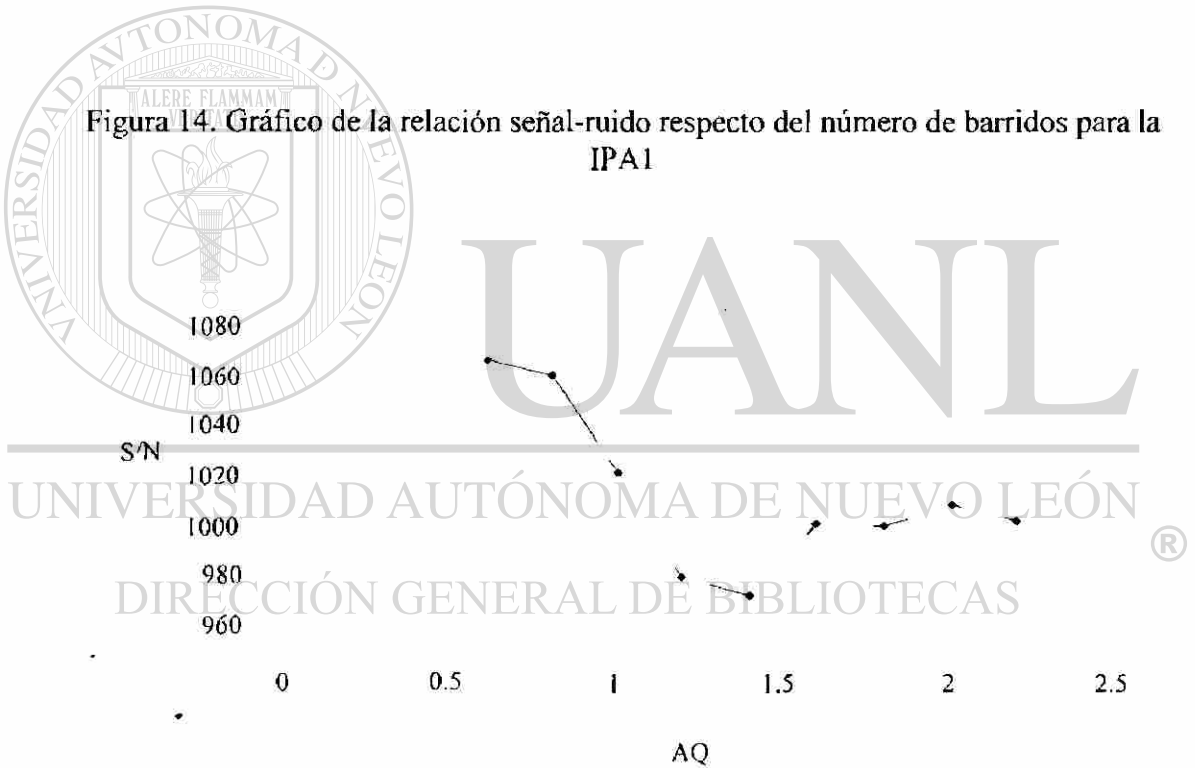 ALERE FLAMMAM
Figura 14. Gráfico de la relación señal-ruido respecto del número de barridos para la
IPA1
UANL
1080
1060
1040
S/N
1020
UNIVERSIDAD AUTÓNOMA DE NUEVO LEÓN
®
1000
980
DIRECCIÓN GENERAL DE BIBLIOTECAS
960
0 0.5 1 1.5 2 2.5
AQ